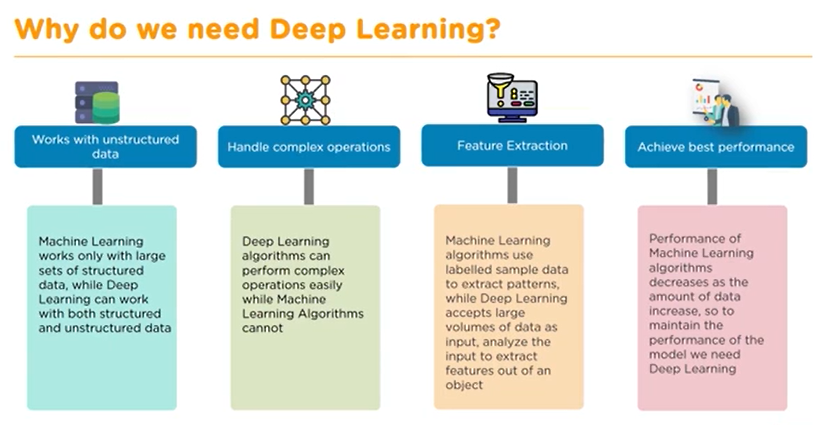 Why do we need Deep Learning?
Works with unstructured
data
Handle complex operations
Feature Extraction
Achieve best performance
Machine Learning
works only with large
sets of structured
data, while Deep
Learning can work
with both structured
and unstructured data
Deep Learning
algorithms can
perform complex
operations easily
while Machine
Learning Algorithms
cannot
Machine Learning
algorithms use
labelled sample data
to extract patterns,
while Deep Learning
accepts large
volumes of data as
input, analyze the
input to extract
features out of an
object
Performance of
Machine Learning
algorithms
decreases as the
amount of data
increase, so to
maintain the
performance of the
model we need
Deep Learning